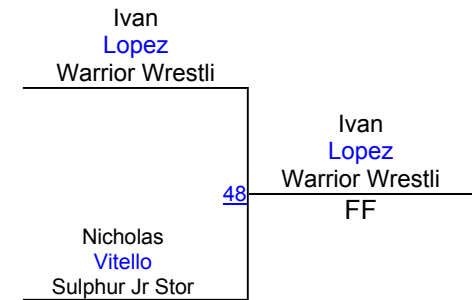 Ivan
Lopez
Warrior Wrestli
Ivan
Lopez
Warrior Wrestli
48
FF
Nicholas
Vitello
Sulphur Jr Stor